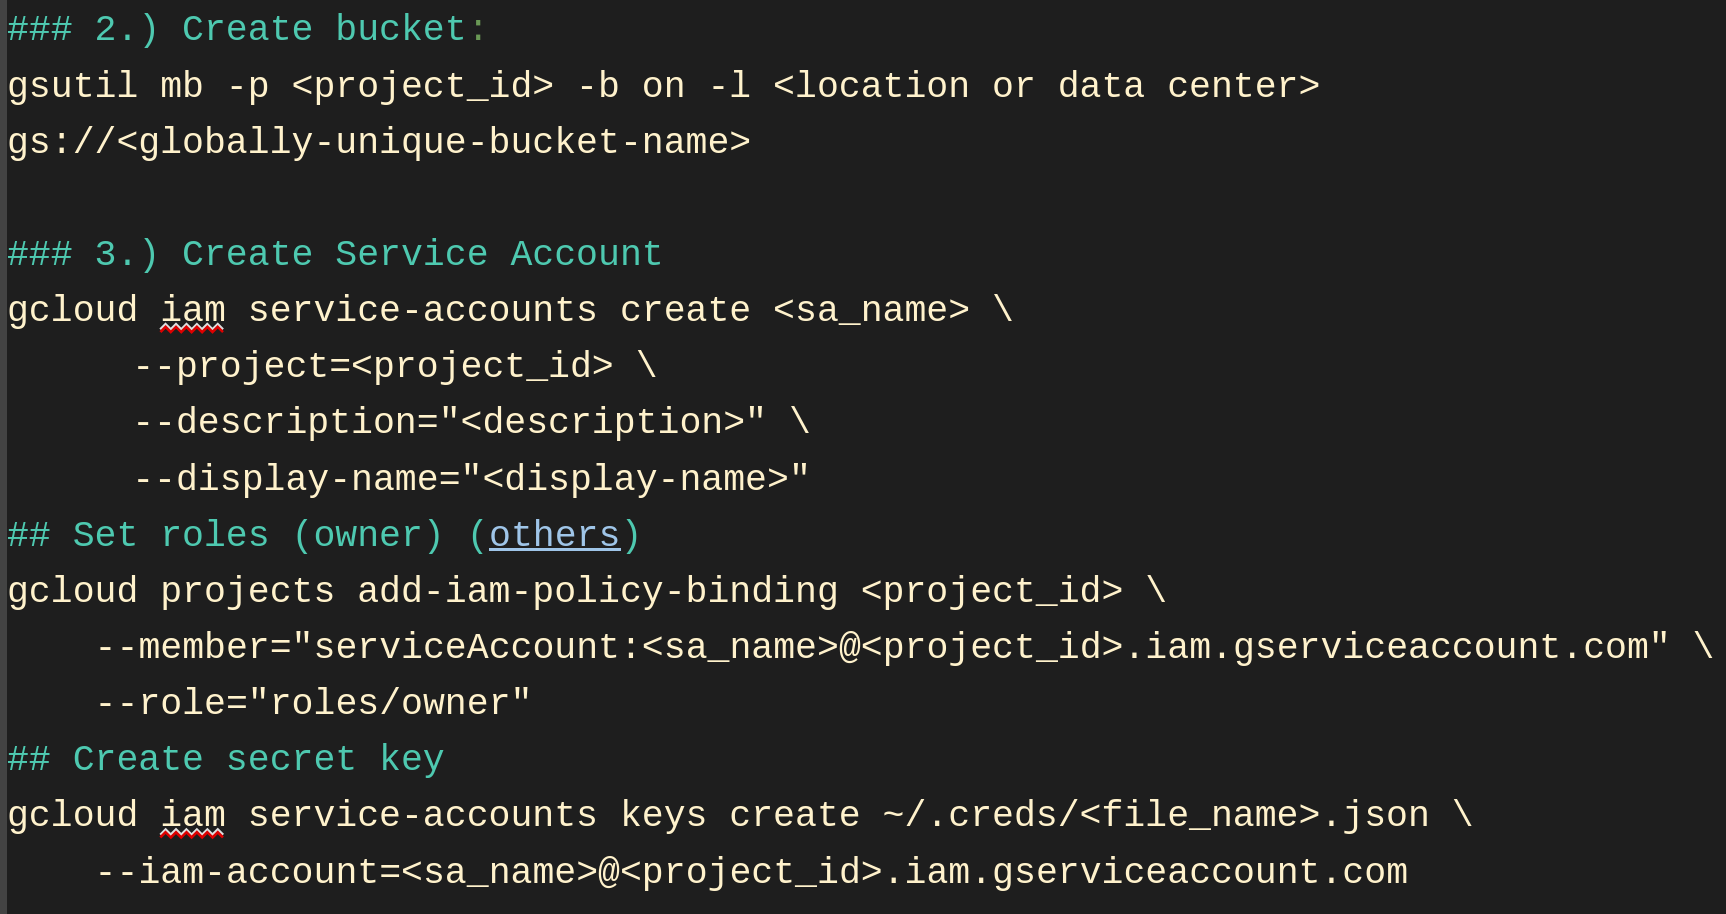 ### 2.) Create bucket:
gsutil mb -p <project_id> -b on -l <location or data center>
gs://<globally-unique-bucket-name>
### 3.) Create Service Account
gcloud iam service-accounts create <sa_name> \
--project=<project_id> \
--description="<description>" \
--display-name="<display-name>"
## Set roles (owner) (others)
gcloud projects add-iam-policy-binding <project_id> \
--member="serviceAccount:<sa_name>@<project_id>.iam.gserviceaccount.com" \
--role="roles/owner"
## Create secret key
gcloud iam service-accounts keys create ~/.creds/<file_name>.json \
--iam-account=<sa_name>@<project_id>.iam.gserviceaccount.com